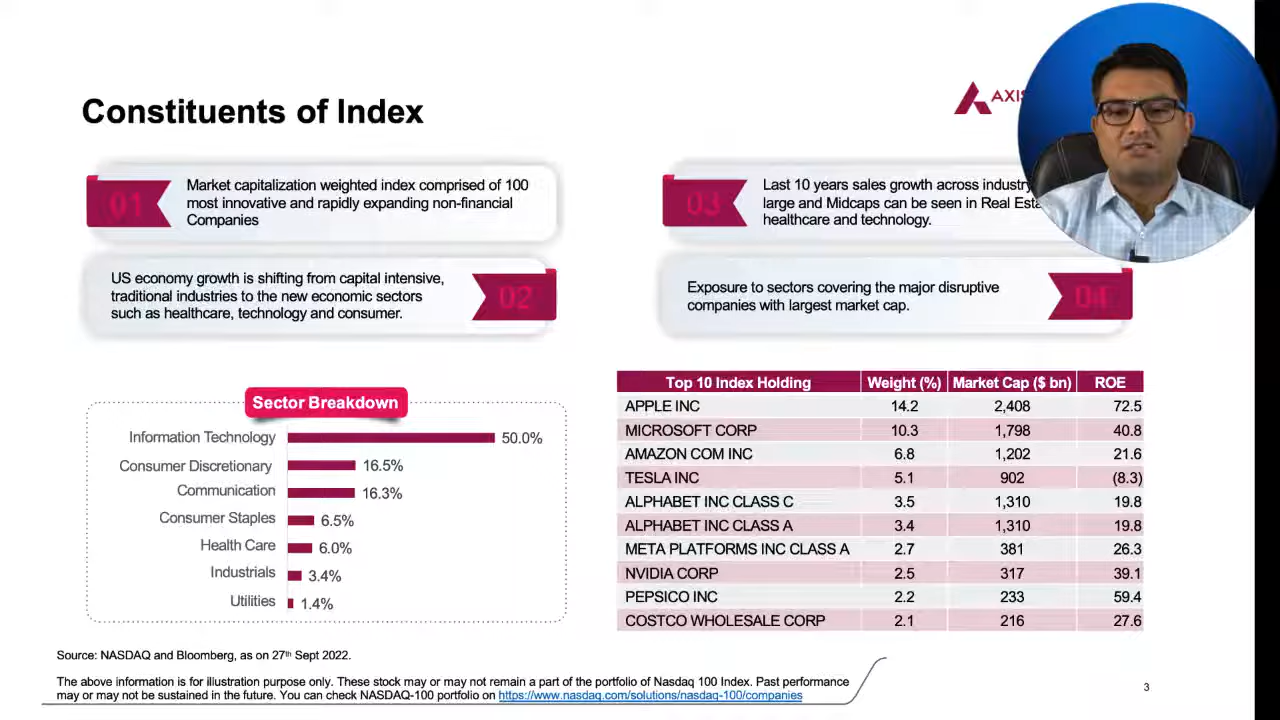 Constituents of Index
AXIS
01
Market capitalization weighted index comprised of 100
most innovative and rapidly expanding non-financial
Companies
02
US economy growth is shifting from capital intensive,
traditional industries to the new economic sectors
such as healthcare, technology and consumer.
03
Last 10 years sales growth across industry
large and Midcaps can be seen in Real
healthcare and technology.
04
Exposure to sectors covering the major disruptive
companies with largest market cap.
Sector Breakdown
Information Technology 50.0%
Consumer Discretionary 16.5%
Communication 16.3%
Consumer Staples 6.5%
Health Care 6.0%
Industrials 3.4%
Utilities 1.4%
Top 10 Index Holding Weight (%) Market Cap ($ bn) ROE
APPLE INC 14.2 2,408 72.5
MICROSOFT CORP 10.3 1,798 40.8
AMAZON COM INC 6.8 1,202 21.6
TESLA INC 5.1 902 (8.3)
ALPHABET INC CLASS C 3.5 1,310 19.8
ALPHABET INC CLASS A 3.4 1,310 19.8
META PLATFORMS INC CLASS A 2.7 381 26.3
NVIDIA CORP 2.5 317 39.1
PEPSICO INC 2.2 233 59.4
COSTCO WHOLESALE CORP 2.1 216 27.6
Source: NASDAQ and Bloomberg, as on 27th Sept 2022.
The above information is for illustration purpose only. These stock may or may not remain a part of the portfolio of Nasdaq 100 Index. Past performance
may or may not be sustained in the future. You can check NASDAQ-100 portfolio on https://www.nasdaq.com/solutions/nasdaq-100/companies
3